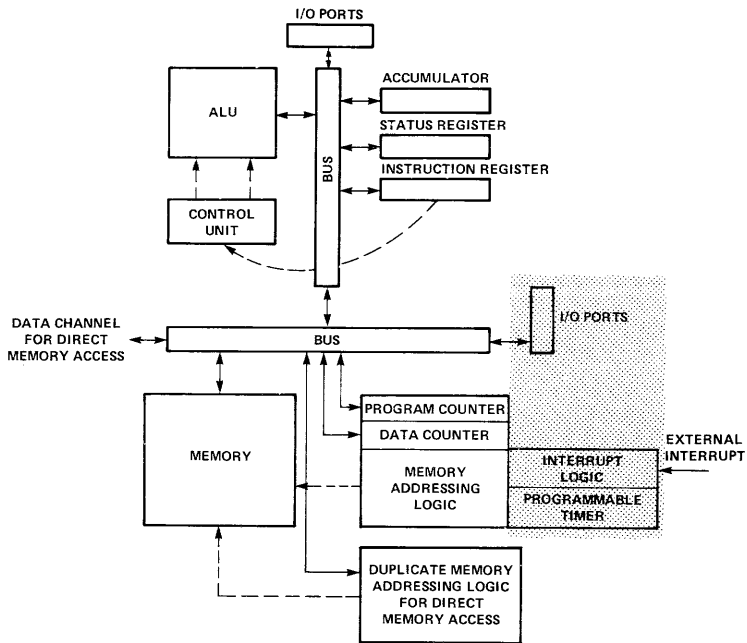 I/O PORTS
ALU
BUS
ACCUMULATOR
STATUS REGISTER
INSTRUCTION REGISTER
CONTROL
UNIT
DATA CHANNEL
FOR DIRECT
MEMORY ACCESS
BUS
I/O PORTS
MEMORY
PROGRAM COUNTER
DATA COUNTER
MEMORY
ADDRESSING
LOGIC
INTERRUPT
LOGIC
PROGRAMMABLE
TIMER
EXTERNAL
INTERRUPT
DUPLICATE MEMORY
ADDRESSING LOGIC
FOR DIRECT
MEMORY ACCESS